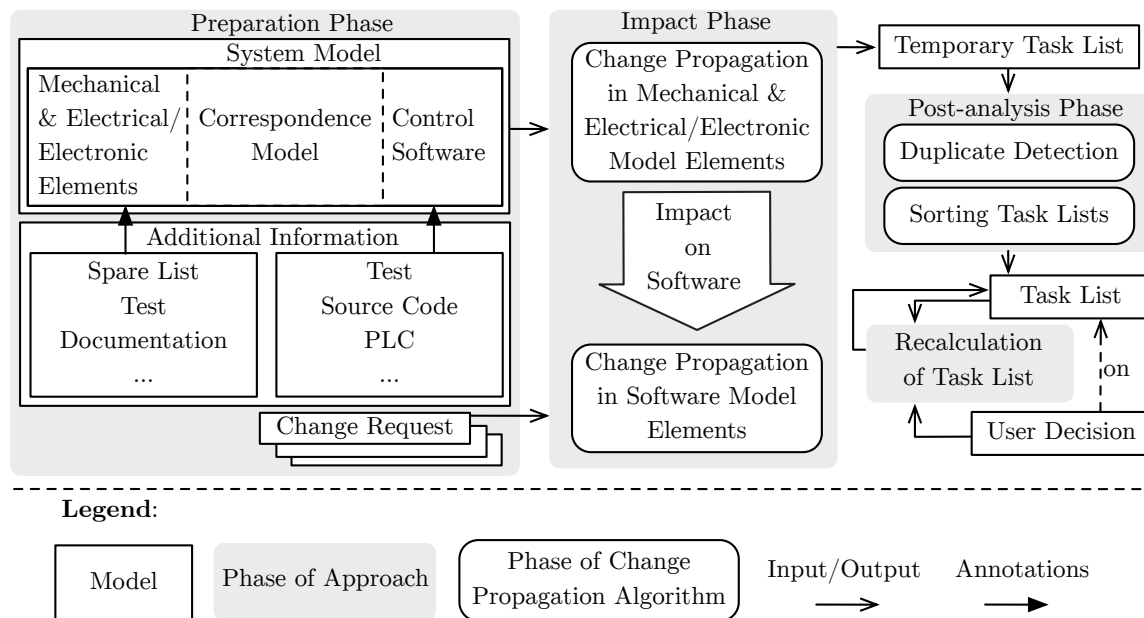 Preparation Phase
System Model
Mechanical
& Electrical/
Electronic
Elements
Correspondence
Model
Control
Software
Additional Information
Spare List
Test
Documentation
...
Test
Source Code
PLC
...
Change Request
Impact Phase
Change Propagation
in Mechanical &
Electrical/Electronic
Model Elements
Impact
on
Software
Change Propagation
in Software Model
Elements
Temporary Task List
Post-analysis Phase
Duplicate Detection
Sorting Task Lists
Task List
Recalculation
of Task List
on
User Decision
Legend:
Model
Phase of Approach
Phase of Change
Propagation Algorithm
Input/Output
Annotations